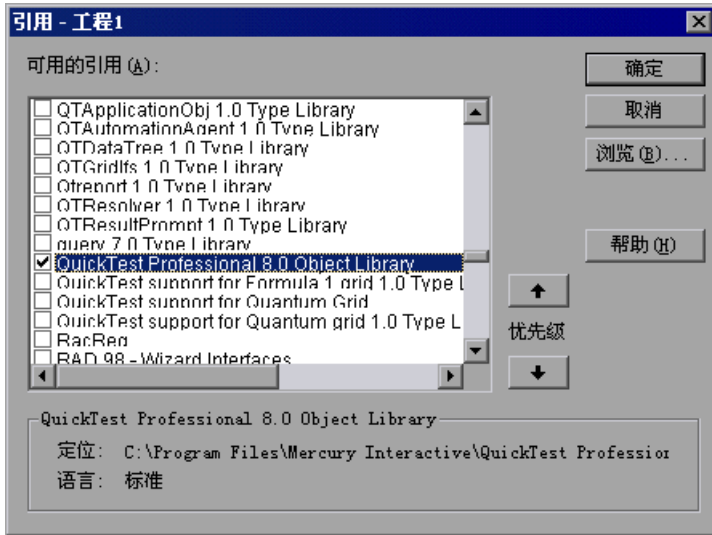 引用 - 工程1
可用的引用(A):
QTApplicationObj 1.0 Type Library
QTAutomationAgent 1.0 Type Library
QTDataTree 1.0 Type Library
QTGridIfs 1.0 Type Library
Qtreport 1.0 Type Library
QTResolver 1.0 Type Library
QTResultPrompt 1.0 Type Library
query 7.0 Type Library
QuickTest Professional 8.0 Object Library
QuickTest support for Formula 1 grid 1.0 Type L
QuickTest support for Quantum Grid
QuickTest support for Quantum grid 1.0 Type L
RacReg
RAD 98 - Wizard Interfaces
确定
取消
浏览(B)...
帮助(H)
优先级
QuickTest Professional 8.0 Object Library
定位: C:\Program Files\Mercury Interactive\QuickTest Profession
语言: 标准